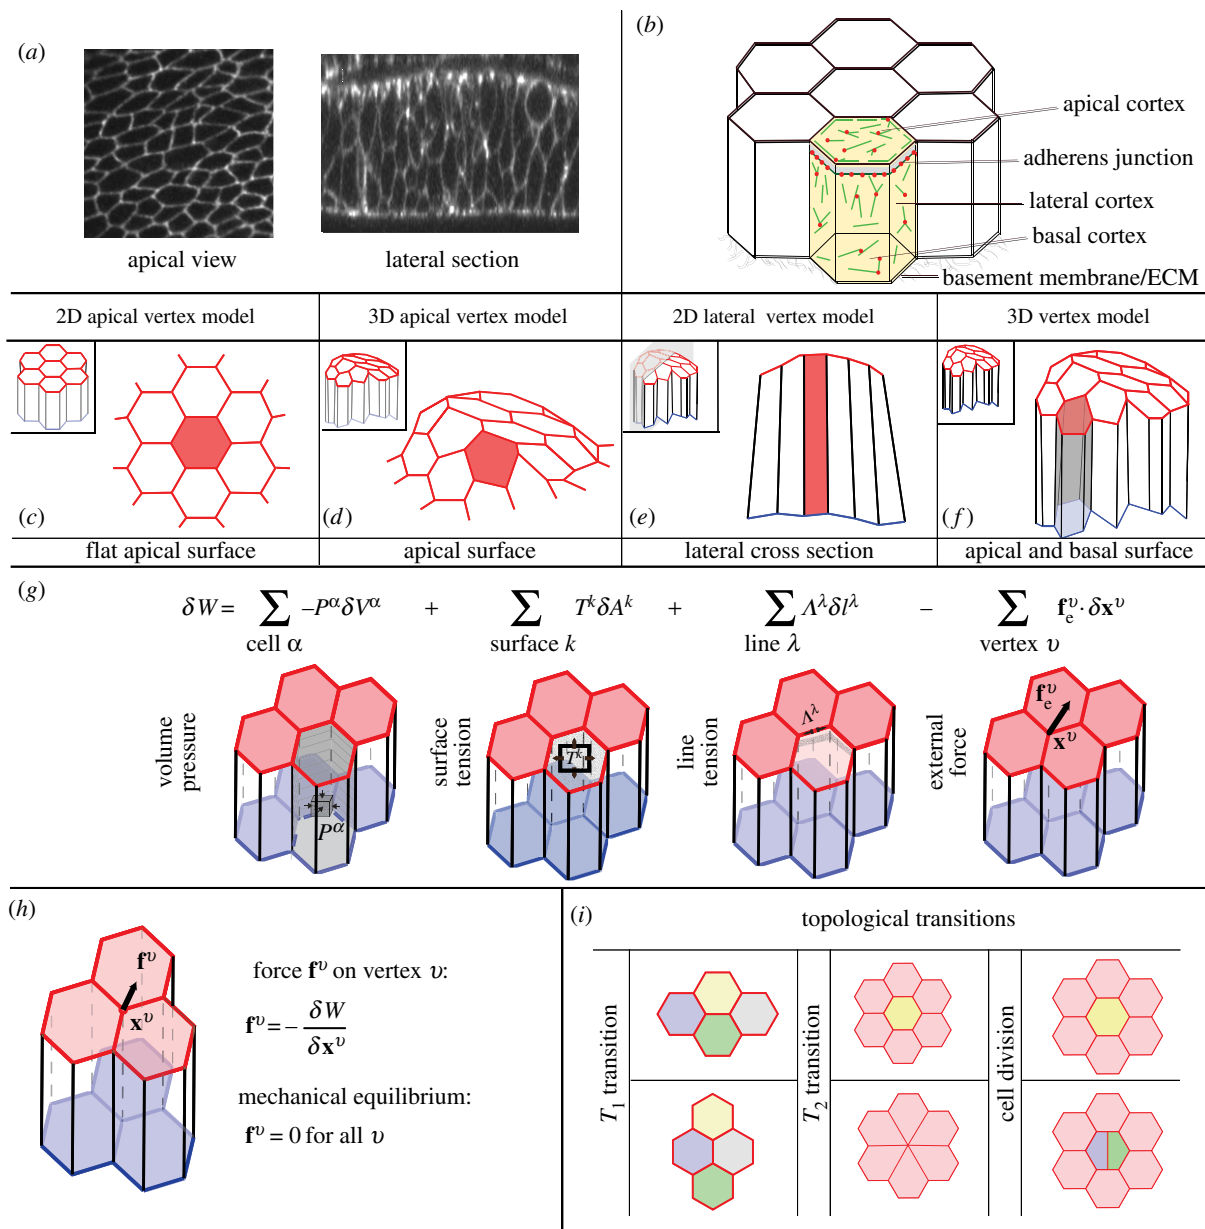 (a)
apical view
lateral section
(b)
apical cortex
adherens junction
lateral cortex
basal cortex
basement membrane/ECM
2D apical vertex model
3D apical vertex model
2D lateral vertex model
3D vertex model
(c)
(d)
(e)
(f)
flat apical surface
apical surface
lateral cross section
apical and basal surface
(g)
δW = ∑ –P^α δV^α + ∑ T^k δA^k + ∑ Λ^λ δl^λ – ∑ f_e^υ · δx^υ
cell α
surface k
line λ
vertex υ
volume pressure
P^α
surface tension
T^k
line tension
Λ^λ
external force
f_e^υ
x^υ
(h)
f^υ
x^υ
force f^υ on vertex υ:
f^υ = – δW / δx^υ
mechanical equilibrium:
f^υ = 0 for all υ
(i)
topological transitions
T_1 transition
T_2 transition
cell division